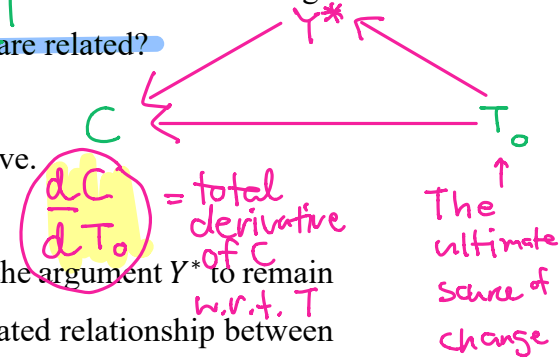 are related?
Y*
C
T₀
ve.
dC
dT₀
= total
derivative
of C
w.r.t. T
The
ultimate
source of
change
he argument Y* to remain
ated relationship between